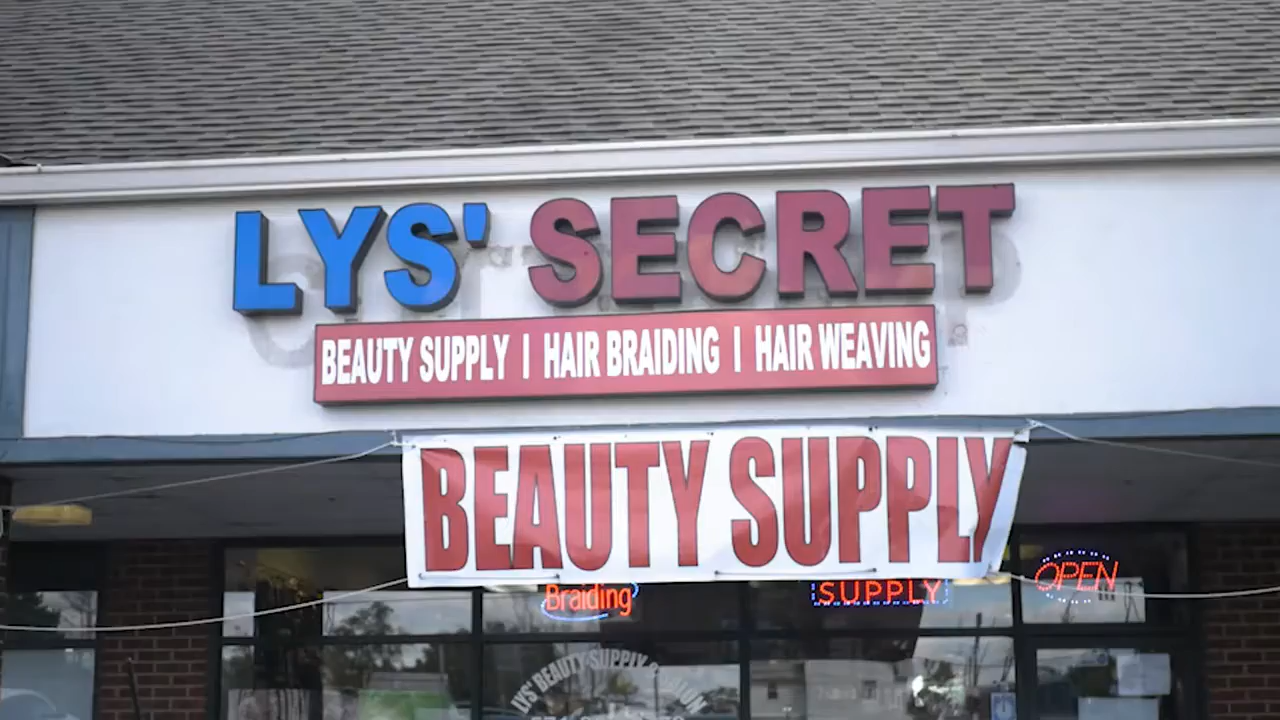 LYS' SECRET
BEAUTY SUPPLY | HAIR BRAIDING | HAIR WEAVING
BEAUTY SUPPLY
Braiding
SUPPLY
OPEN
LYS' BEAUTY SUPPLY